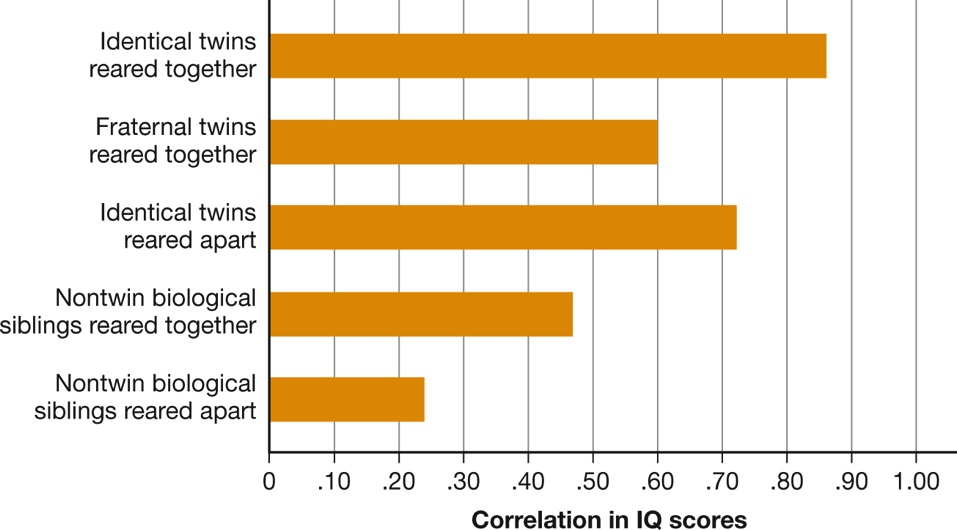 Identical twins
reared together
Fraternal twins
reared together
Identical twins
reared apart
Nontwin biological
siblings reared together
Nontwin biological
siblings reared apart
0 .10 .20 .30 .40 .50 .60 .70 .80 .90 1.00
Correlation in IQ scores